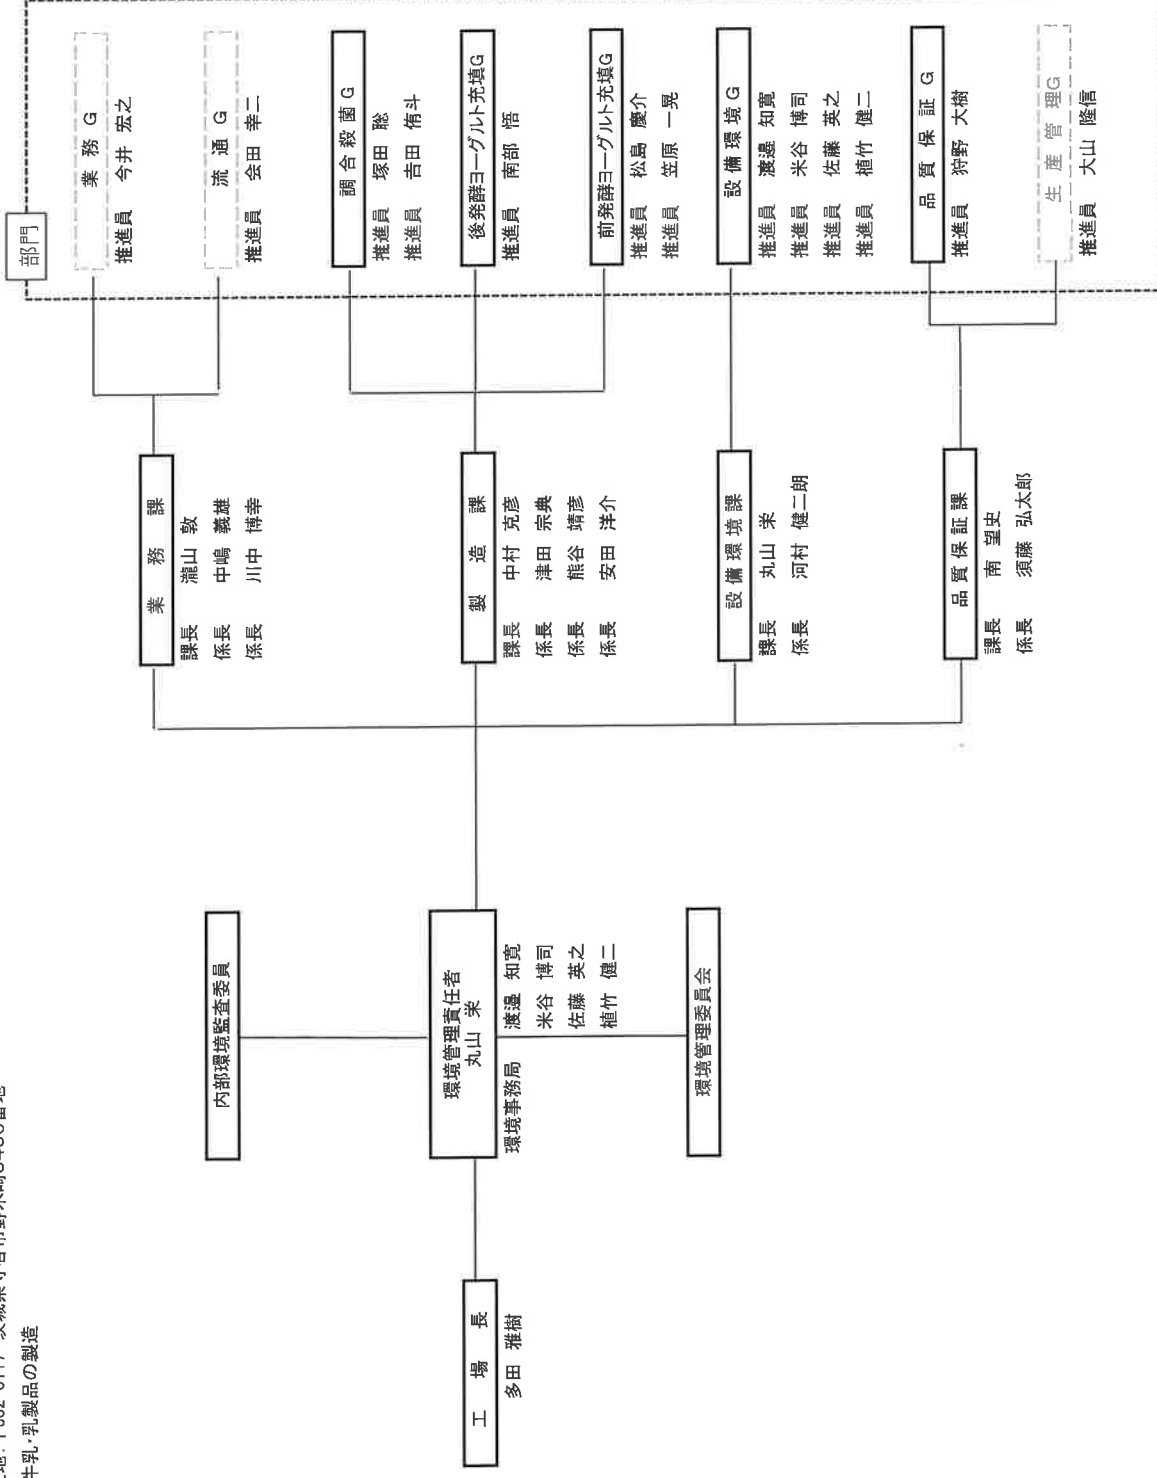 牛乳・乳製品の製造
工場長
多田 雅樹
内部環境監査委員
環境管理責任者
丸山 栄
環境事務局 渡邉 知寛
米谷 博司
佐藤 英之
植竹 健二
環境管理委員会
業務課
課長 瀧山 敦
係長 中嶋 義雄
係長 川中 博幸
製造課
課長 中村 克彦
係長 津田 宗典
係長 熊谷 靖彦
係長 安田 洋介
設備環境課
課長 丸山 栄
係長 河村 健二朗
品質保証課
課長 南 望史
係長 須藤 弘太郎
部門
業務G
推進員 今井 宏之
流通G
推進員 会田 幸二
調合殺菌G
推進員 塚田 聡
推進員 吉田 侑斗
後発酵ヨーグルト充填G
推進員 南部 悟
前発酵ヨーグルト充填G
推進員 松島 慶介
推進員 笠原 一晃
設備環境G
推進員 渡邉 知寛
推進員 米谷 博司
推進員 佐藤 英之
推進員 植竹 健二
品質保証G
推進員 狩野 大樹
生産管理G
推進員 大山 隆信